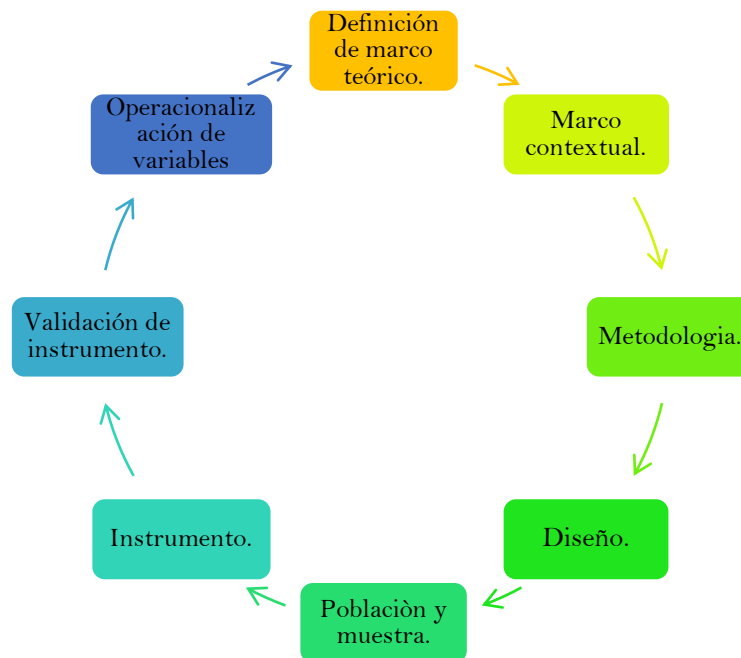 Definición
de marco
teórico.
Marco
contextual.
Metodologia.
Diseño.
Poblaciòn y
muestra.
Instrumento.
Validación de
instrumento.
Operacionaliz
ación de
variables